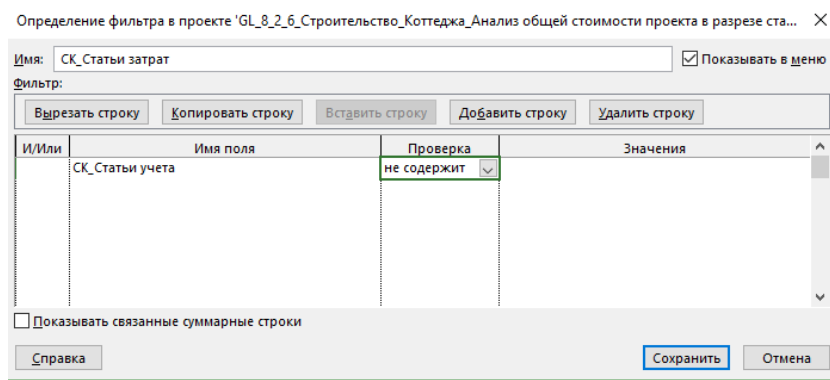 Определение фильтра в проекте 'GL_8_2_6_Строительство_Коттеджа_Анализ общей стоимости проекта в разрезе ста...
Имя: СК_Статьи затрат Показывать в меню
Фильтр:
Вырезать строку Копировать строку Вставить строку Добавить строку Удалить строку
И/Или Имя поля Проверка Значения
СК_Статьи учета не содержит
Показывать связанные суммарные строки
Справка Сохранить Отмена